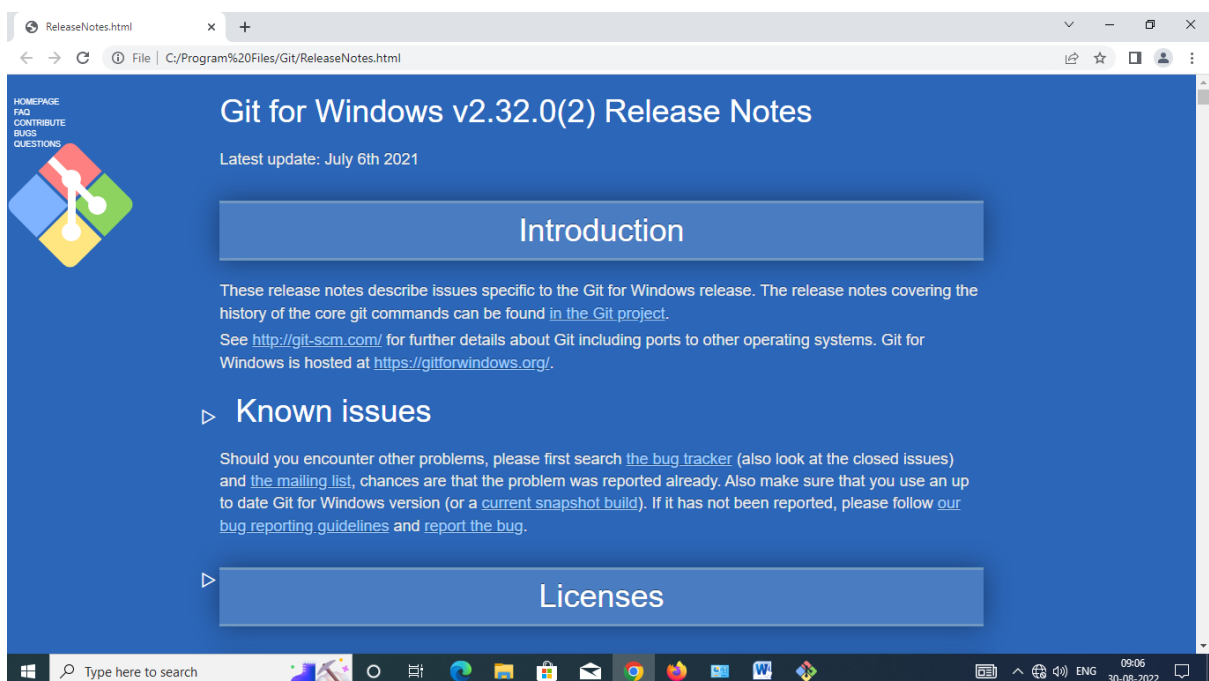 ReleaseNotes.html
File | C:/Program%20Files/Git/ReleaseNotes.html
HOMEPAGE
FAQ
CONTRIBUTE
BUGS
QUESTIONS
Git for Windows v2.32.0(2) Release Notes
Latest update: July 6th 2021
Introduction
These release notes describe issues specific to the Git for Windows release. The release notes covering the
history of the core git commands can be found in the Git project.
See http://git-scm.com/ for further details about Git including ports to other operating systems. Git for
Windows is hosted at https://gitforwindows.org/.
Known issues
Should you encounter other problems, please first search the bug tracker (also look at the closed issues)
and the mailing list, chances are that the problem was reported already. Also make sure that you use an up
to date Git for Windows version (or a current snapshot build). If it has not been reported, please follow our
bug reporting guidelines and report the bug.
Licenses
Type here to search
ENG
09:06
30-08-2022